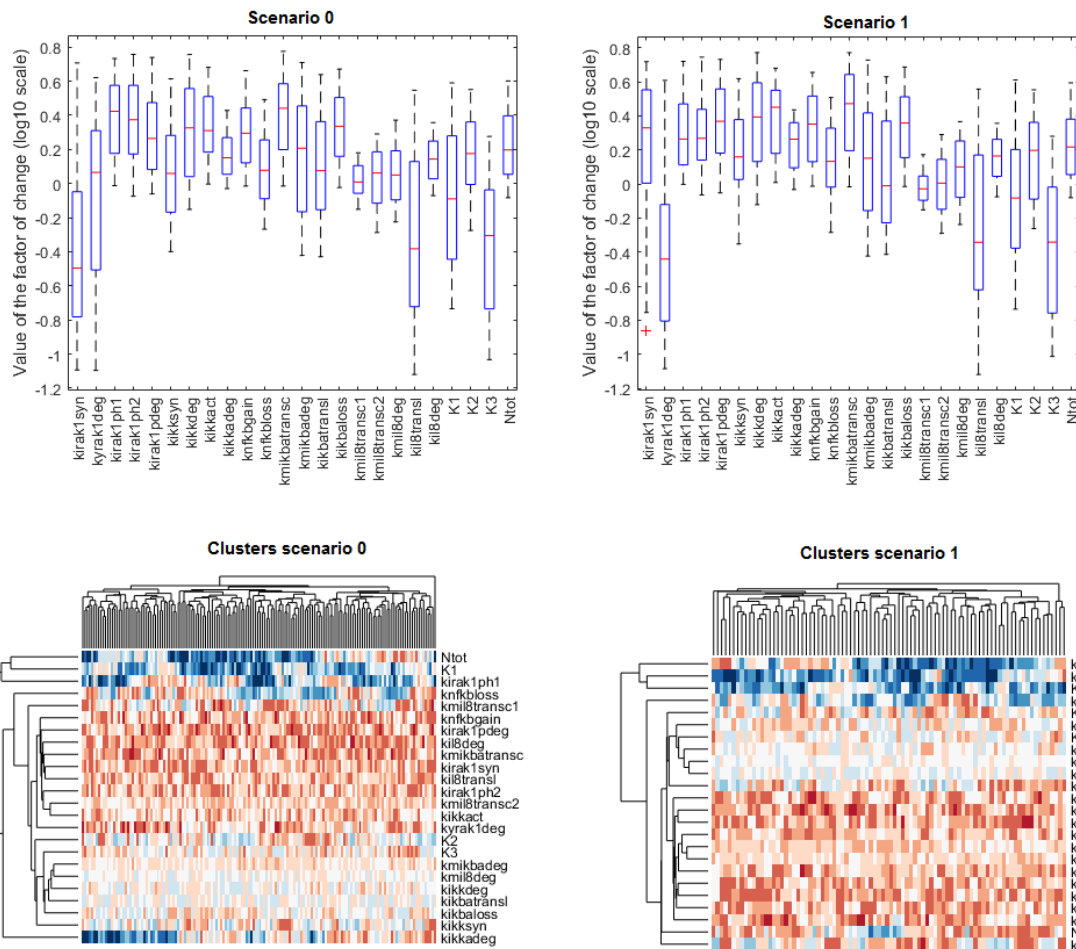 Scenario 0
Value of the factor of change (log10 scale)
0.8
0.6
0.4
0.2
0
-0.2
-0.4
-0.6
-0.8
-1
-1.2
kirak1syn
kyrak1deg
kirak1ph1
kirak1ph2
kirak1pdeg
kikksyn
kikkdeg
kikkact
kikkadeg
knfkbgain
knfkbloss
kmikbatransc
kmikbadeg
kikbatransl
kikbaloss
kmil8transc1
kmil8transc2
kmil8deg
kil8transl
kil8deg
K1
K2
K3
Ntot
Scenario 1
Value of the factor of change (log10 scale)
0.8
0.6
0.4
0.2
0
-0.2
-0.4
-0.6
-0.8
-1
-1.2
kirak1syn
kyrak1deg
kirak1ph1
kirak1ph2
kirak1pdeg
kikksyn
kikkdeg
kikkact
kikkadeg
knfkbgain
knfkbloss
kmikbatransc
kmikbadeg
kikbatransl
kikbaloss
kmil8transc1
kmil8transc2
kmil8deg
kil8transl
kil8deg
K1
K2
K3
Ntot
Clusters scenario 0
Ntot
K1
kirak1ph1
knfkbloss
kmil8transc1
knfkbgain
kirak1pdeg
kil8deg
kmikbatransc
kirak1syn
kil8transl
kirak1ph2
kmil8transc2
kikkact
kyrak1deg
K2
K3
kmikbadeg
kmil8deg
kikkdeg
kikbatransl
kikbaloss
kikksyn
kikkadeg
Clusters scenario 1